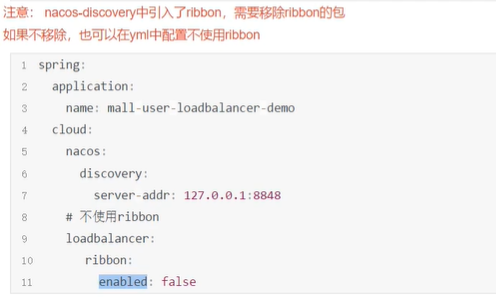 注意： nacos-discovery中引入了ribbon，需要移除ribbon的包
如果不移除，也可以在yml中配置不使用ribbon
1 spring:
2   application:
3     name: mall-user-loadbalancer-demo
4   cloud:
5     nacos:
6       discovery:
7         server-addr: 127.0.0.1:8848
8     # 不使用ribbon
9     loadbalancer:
10       ribbon:
11         enabled: false